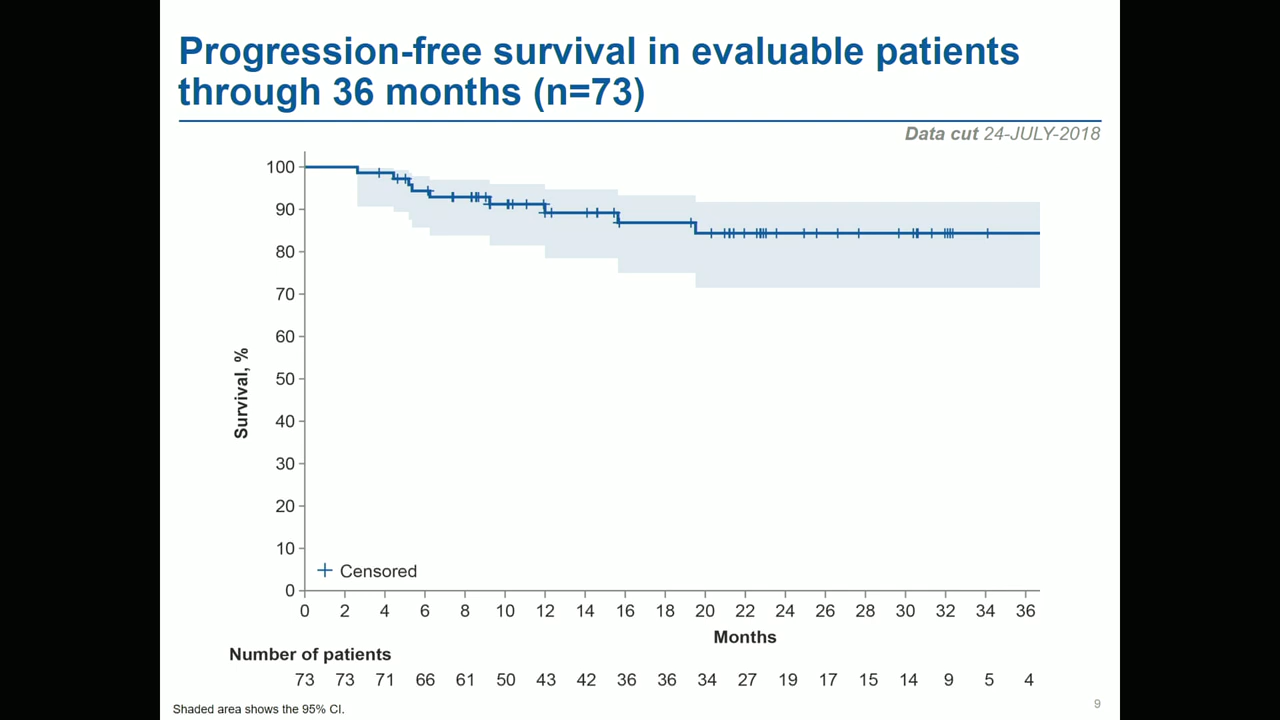 Progression-free survival in evaluable patients
through 36 months (n=73)
Data cut 24-JULY-2018
100
90
80
70
60
50
40
30
20
10
0
Survival, %
Censored
0 2 4 6 8 10 12 14 16 18 20 22 24 26 28 30 32 34 36
Months
Number of patients
73 73 71 66 61 50 43 42 36 36 34 27 19 17 15 14 9 5 4
Shaded area shows the 95% CI.
9